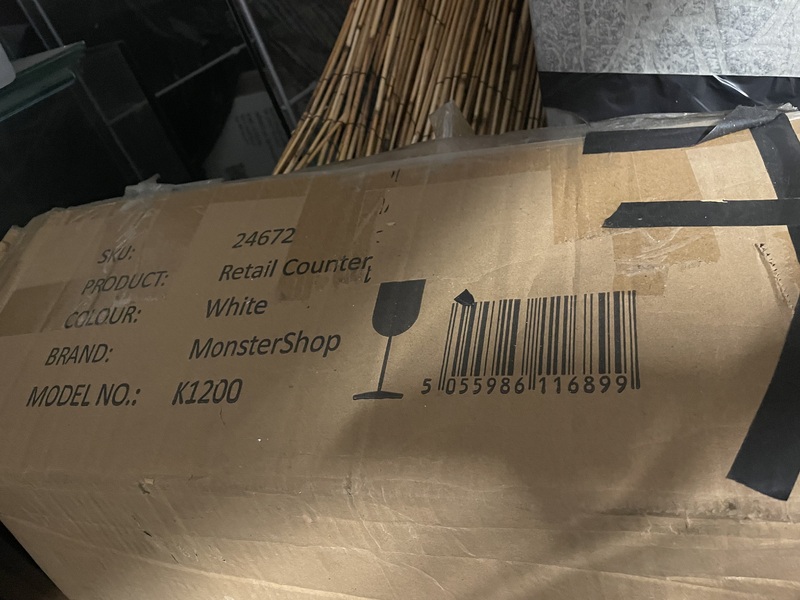 SKU: 24672
PRODUCT: Retail Counter
COLOUR: White
BRAND: MonsterShop
MODEL NO.: K1200
5 055986 116899